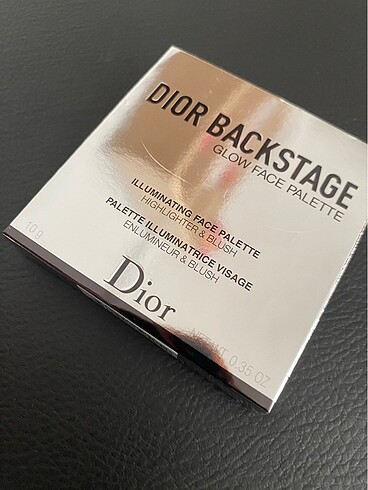 DIOR BACKSTAGE
GLOW FACE PALETTE
ILLUMINATING FACE PALETTE
HIGHLIGHTER & BLUSH
PALETTE ILLUMINATRICE VISAGE
ENLUMINEUR & BLUSH
Dior
10 g
NET WT. 0.35 OZ